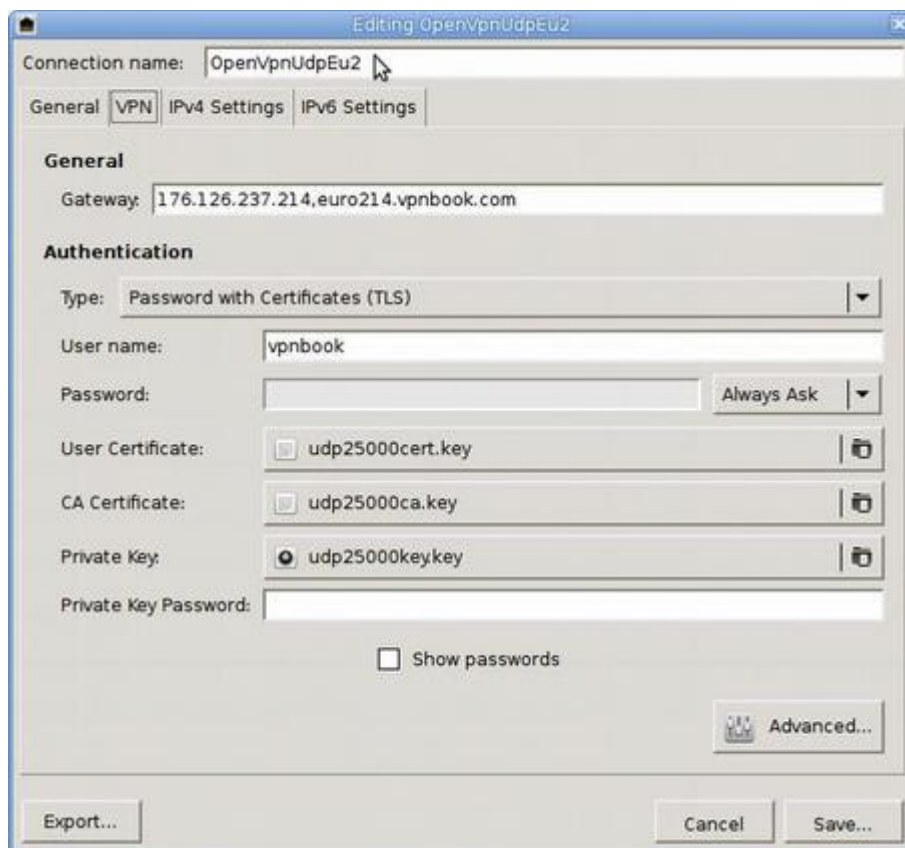 Editing OpenVpnUdpEu2
Connection name: OpenVpnUdpEu2
General VPN IPv4 Settings IPv6 Settings
General
Gateway: 176.126.237.214,euro214.vpnbook.com
Authentication
Type: Password with Certificates (TLS)
User name: vpnbook
Password: Always Ask
User Certificate: udp25000cert.key
CA Certificate: udp25000ca.key
Private Key: udp25000key.key
Private Key Password:
Show passwords
Advanced...
Export... Cancel Save...